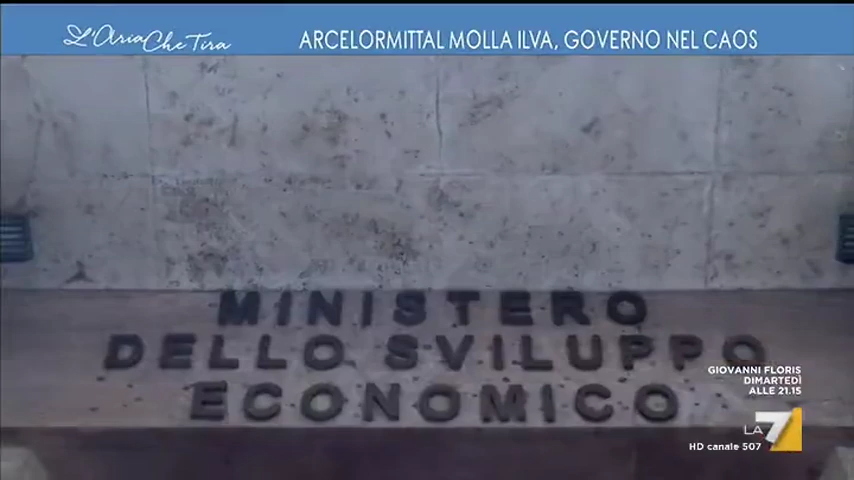 L'Aria Che Tira
ARCELORMITTAL MOLLA ILVA, GOVERNO NEL CAOS
MINISTERO
DELLO SVILUPPO
ECONOMICO
GIOVANNI FLORIS
DIMARTEDÌ
ALLE 21.15
LA7
HD canale 507